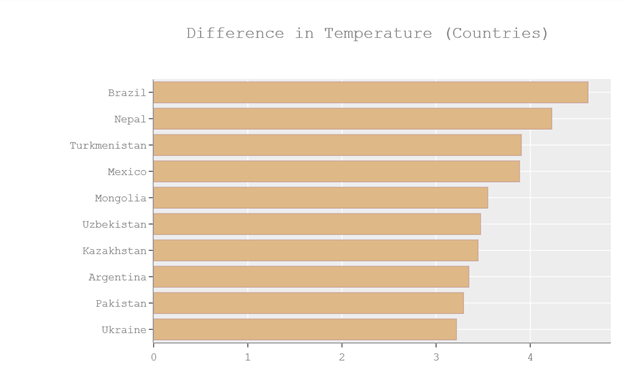 Difference in Temperature (Countries)
Brazil
Nepal
Turkmenistan
Mexico
Mongolia
Uzbekistan
Kazakhstan
Argentina
Pakistan
Ukraine
0 1 2 3 4